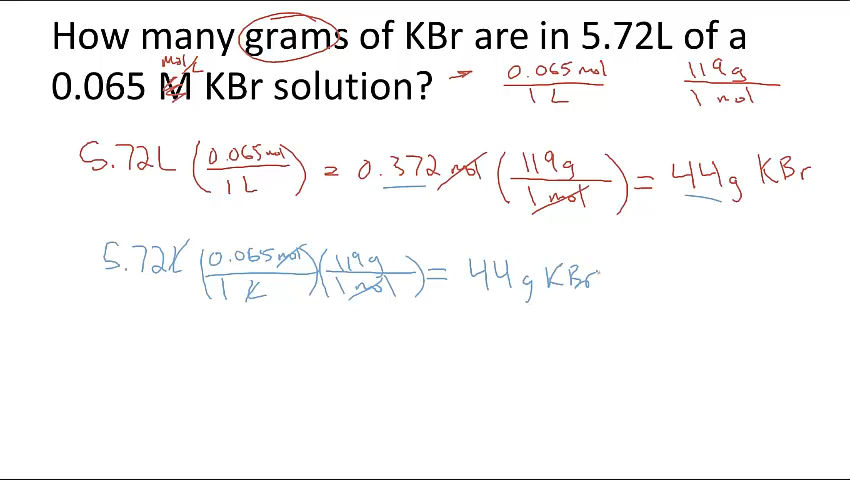 How many grams of KBr are in 5.72L of a
mol/L
0.065 M KBr solution? → 0.065 mol / 1 L 119 g / 1 mol
5.72L (0.065 mol / 1 L) = 0.372 mol (119 g / 1 mol) = 44 g KBr
5.72 L (0.065 mol / 1 L)(119 g / 1 mol) = 44 g KBr